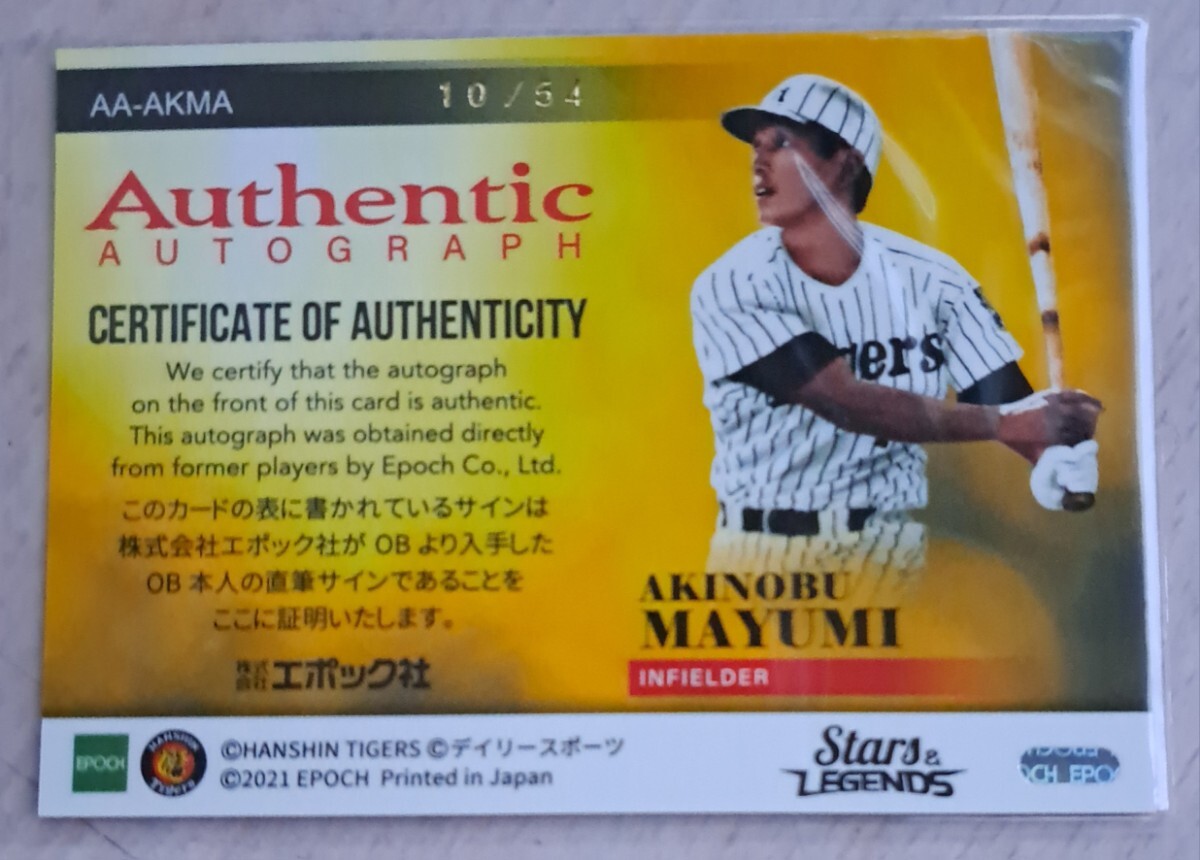 AA-AKMA
10/54
Authentic
AUTOGRAPH
CERTIFICATE OF AUTHENTICITY
We certify that the autograph
on the front of this card is authentic.
This autograph was obtained directly
from former players by Epoch Co., Ltd.
このカードの表に書かれているサインは
株式会社エポック社が OB より入手した
OB 本人の直筆サインであることを
ここに証明いたします。
株式会社エポック社
gers
AKINOBU
MAYUMI
INFIELDER
EPOCH
HANSHIN
Tigers
©HANSHIN TIGERS ©デイリースポーツ
©2021 EPOCH Printed in Japan
Stars &
LEGENDS